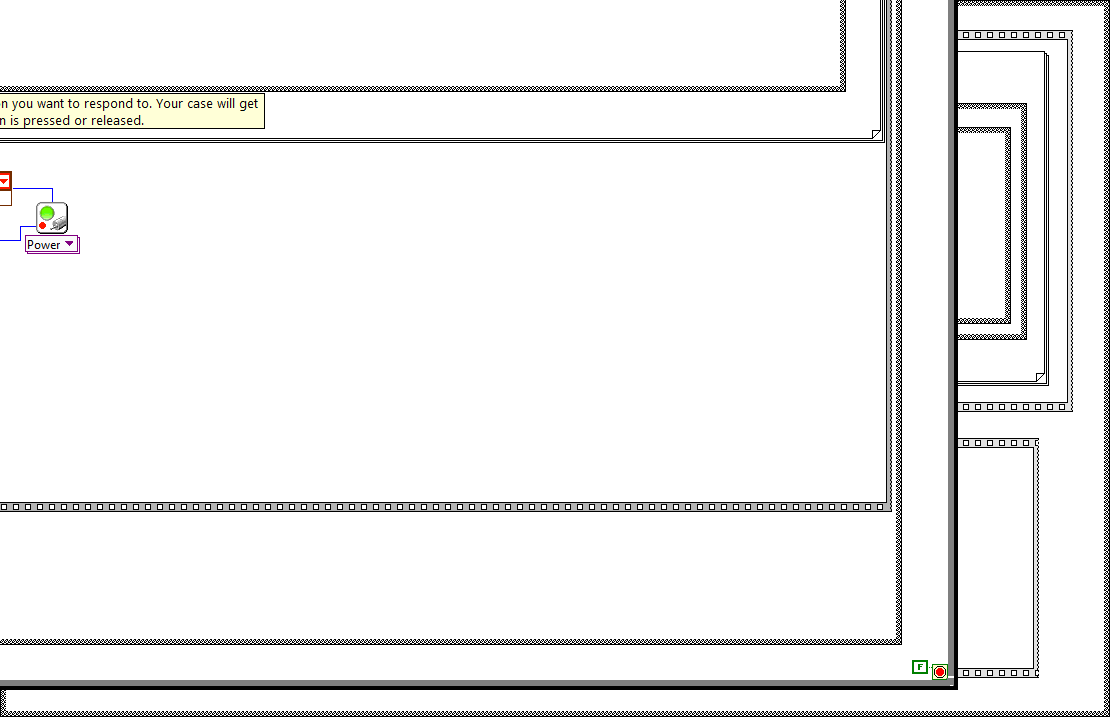 n you want to respond to. Your case will get
n is pressed or released.
Power
F